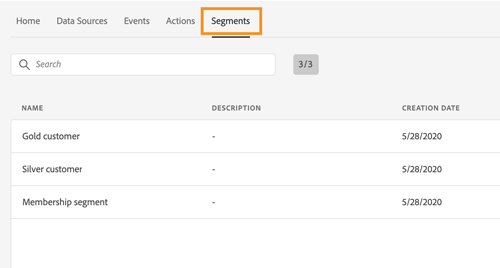 Home Data Sources Events Actions Segments
Search 3/3
NAME DESCRIPTION CREATION DATE
Gold customer - 5/28/2020
Silver customer - 5/28/2020
Membership segment - 5/28/2020